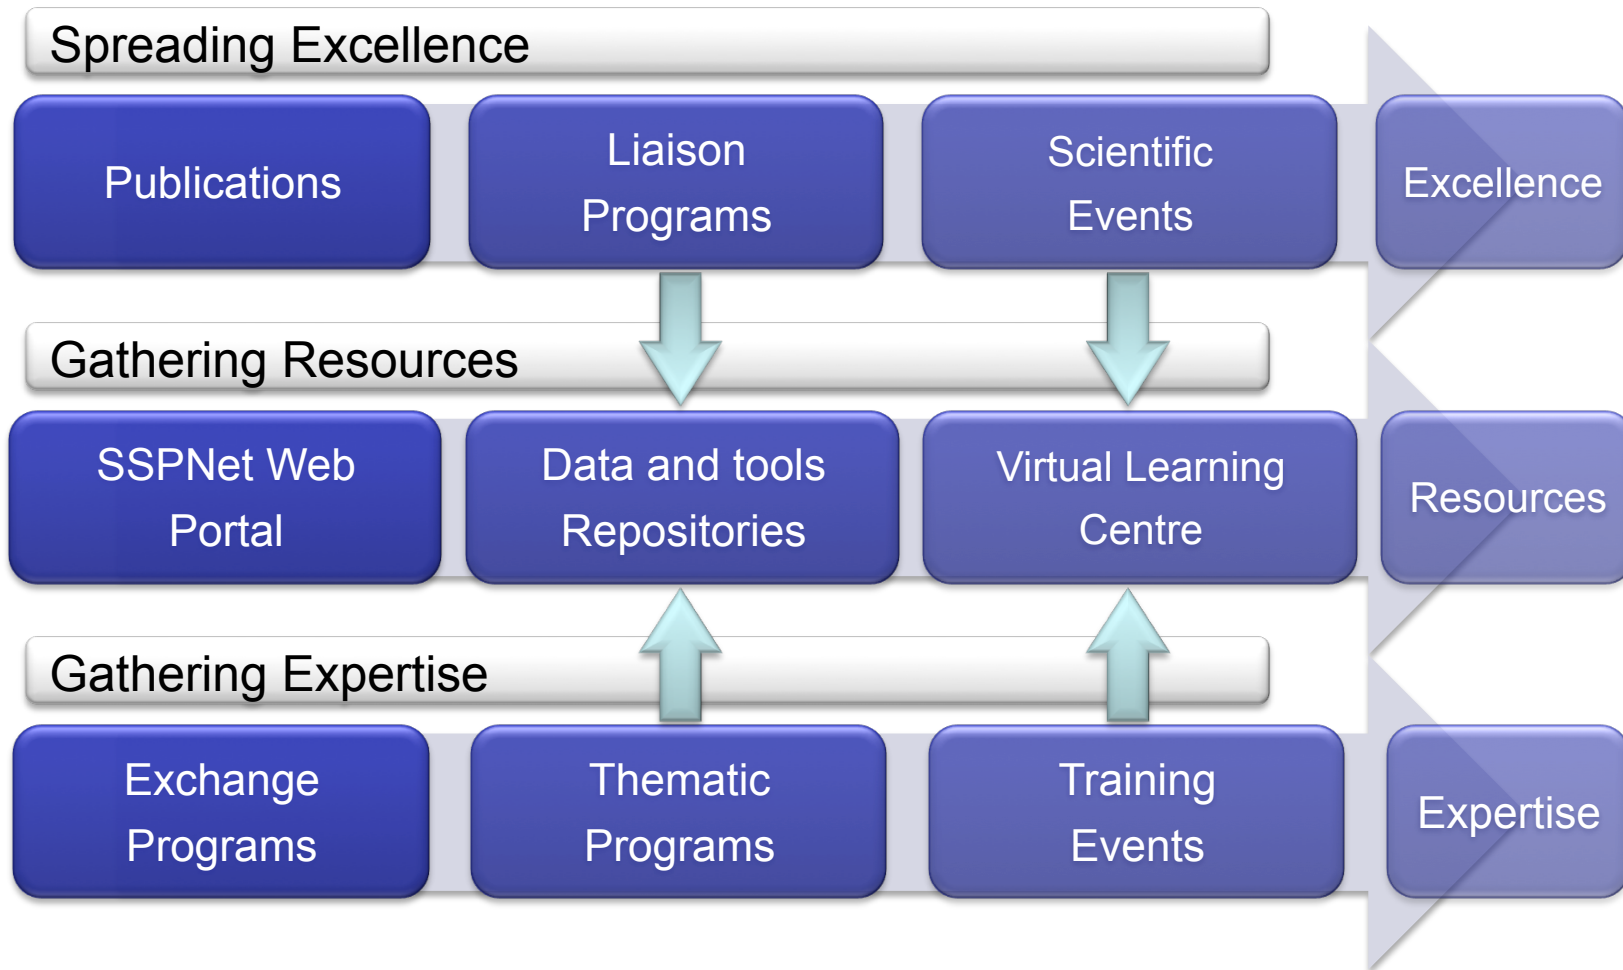 Spreading Excellence
Publications
Liaison
Programs
Scientific
Events
Excellence
Gathering Resources
SSPNet Web
Portal
Data and tools
Repositories
Virtual Learning
Centre
Resources
Gathering Expertise
Exchange
Programs
Thematic
Programs
Training
Events
Expertise